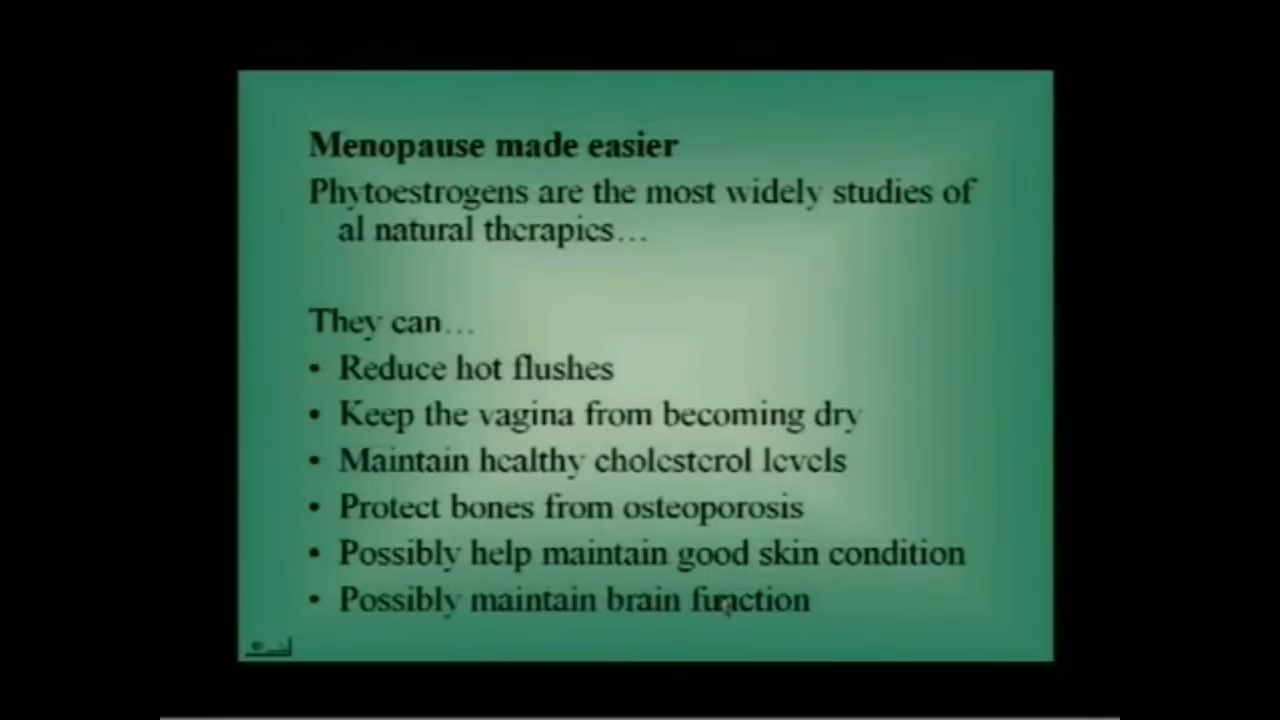 Menopause made easier
Phytoestrogens are the most widely studies of
al natural therapies…
They can…
• Reduce hot flushes
• Keep the vagina from becoming dry
• Maintain healthy cholesterol levels
• Protect bones from osteoporosis
• Possibly help maintain good skin condition
• Possibly maintain brain function